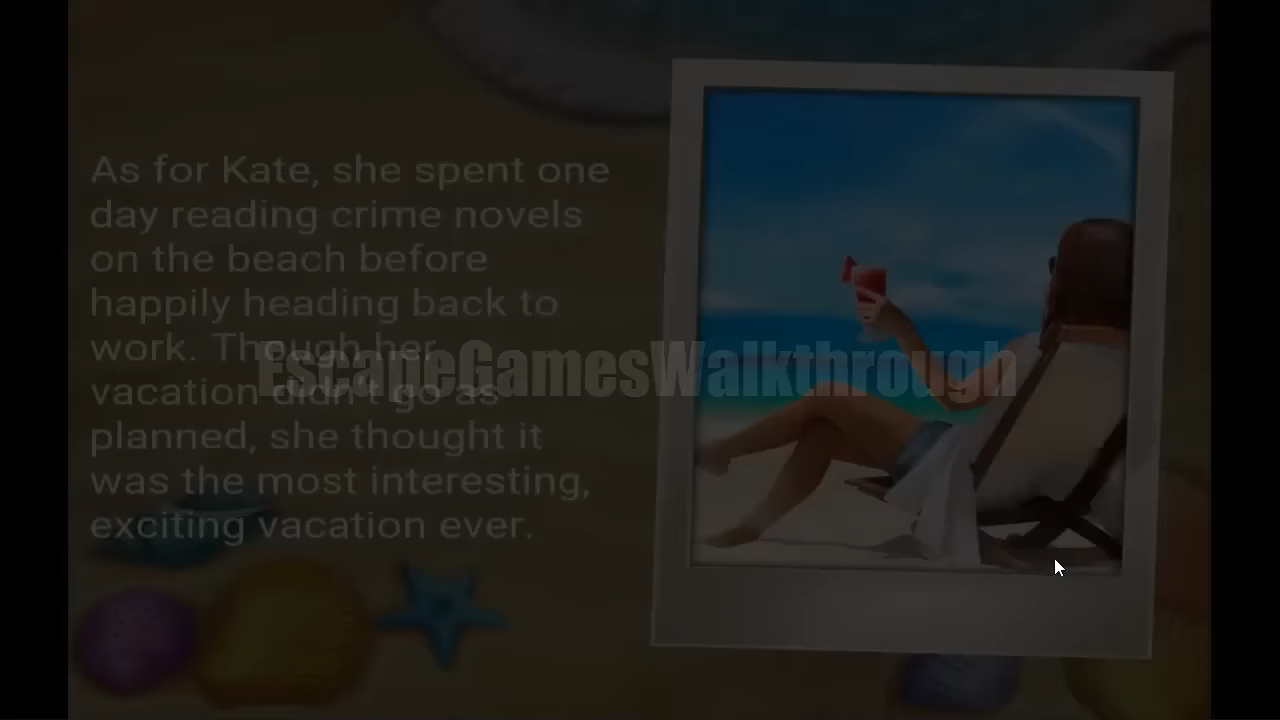 As for Kate, she spent one
day reading crime novels
on the beach before
happily heading back to
work. Though her
vacation didn't go as
planned, she thought it
was the most interesting,
exciting vacation ever.
EscapeGamesWalkthrough